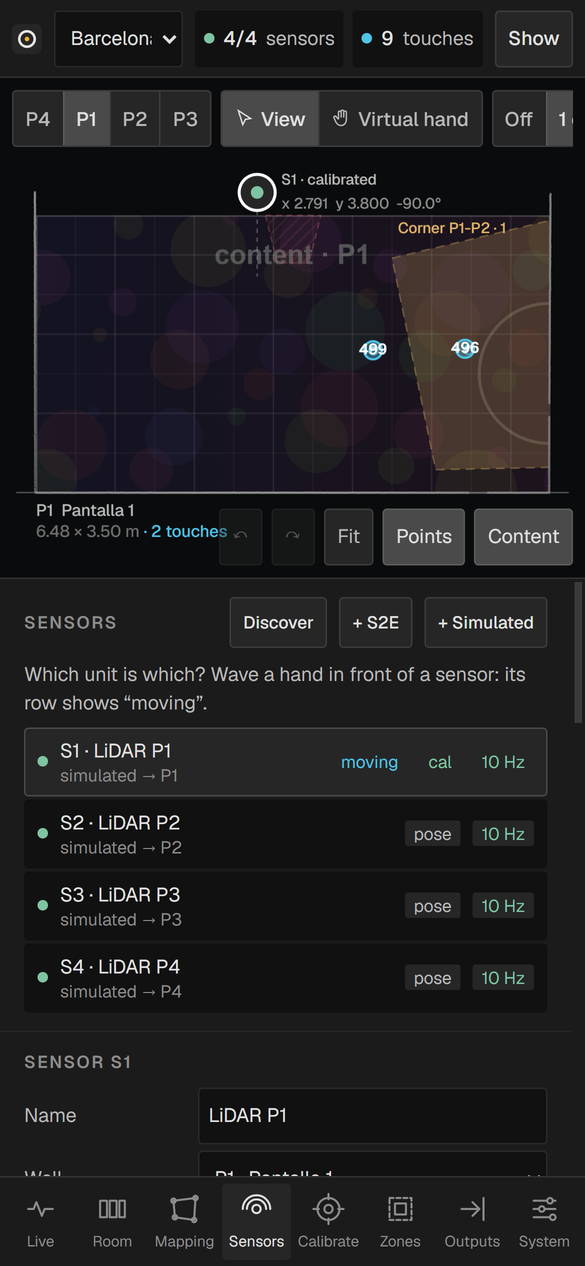 Barcelona
4/4 sensors
9 touches
Show
P4 P1 P2 P3
View
Virtual hand
Off
1
S1 · calibrated
x 2.791 y 3.800 -90.0°
Corner P1-P2 · 1
content · P1
496
P1 Pantalla 1
6.48 × 3.50 m · 2 touches
Fit
Points
Content
SENSORS
Discover
+ S2E
+ Simulated
Which unit is which? Wave a hand in front of a sensor: its
row shows “moving”.
S1 · LiDAR P1
simulated → P1
moving cal 10 Hz
S2 · LiDAR P2
simulated → P2
pose 10 Hz
S3 · LiDAR P3
simulated → P3
pose 10 Hz
S4 · LiDAR P4
simulated → P4
pose 10 Hz
SENSOR S1
Name
LiDAR P1
Wall
P1 · Pantalla 1
Live
Room
Mapping
Sensors
Calibrate
Zones
Outputs
System